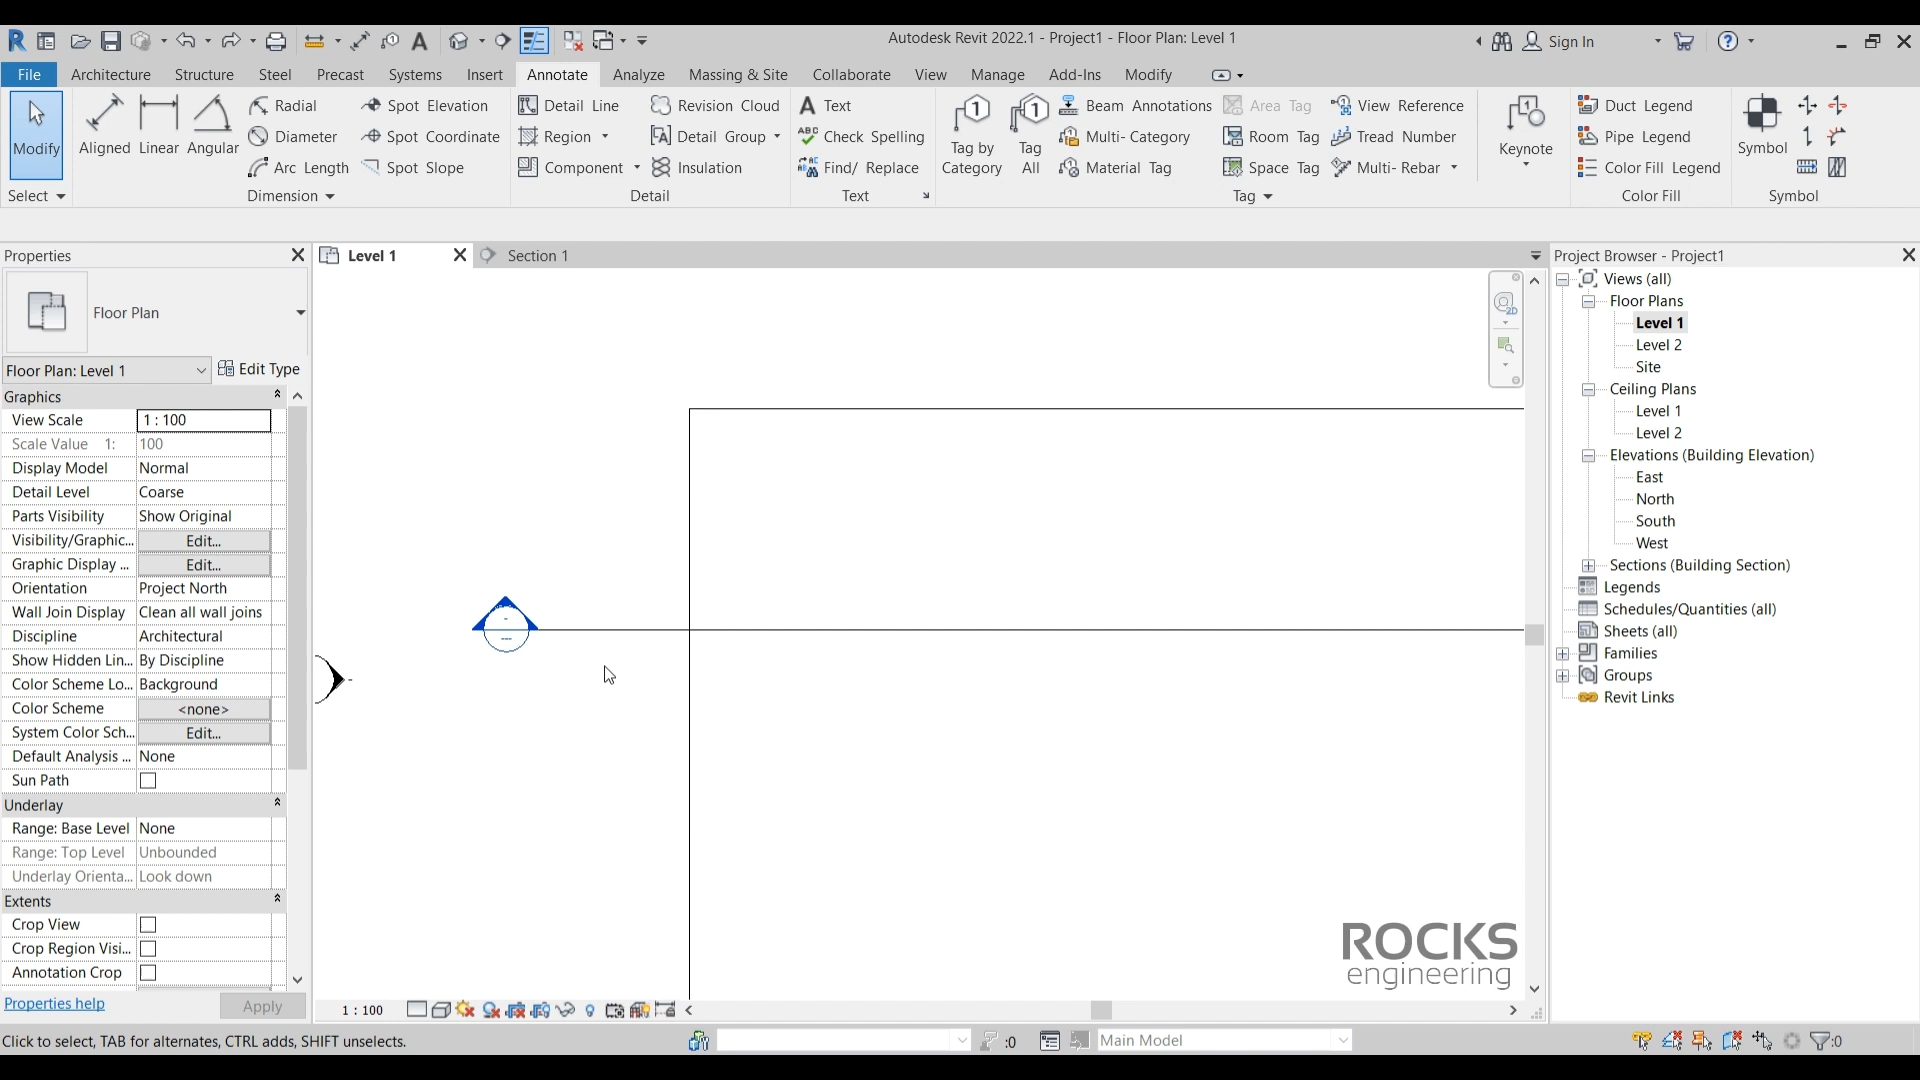 Autodesk Revit 2022.1 - Project1 - Floor Plan: Level 1
Sign In
File Architecture Structure Steel Precast Systems Insert Annotate Analyze Massing & Site Collaborate View Manage Add-Ins Modify
Modify
Select
Aligned
Linear
Angular
Radial
Diameter
Arc Length
Spot Elevation
Spot Coordinate
Spot Slope
Dimension
Detail Line
Region
Component
Revision Cloud
Detail Group
Insulation
Detail
Text
Check Spelling
Find/ Replace
Text
Tag by
Category
Tag
All
Beam Annotations
Multi- Category
Material Tag
Area Tag
Room Tag
Space Tag
View Reference
Tread Number
Multi- Rebar
Tag
Keynote
Duct Legend
Pipe Legend
Color Fill Legend
Color Fill
Symbol
Symbol
Properties
Floor Plan
Floor Plan: Level 1
Edit Type
Graphics
View Scale 1 : 100
Scale Value 1: 100
Display Model Normal
Detail Level Coarse
Parts Visibility Show Original
Visibility/Graphic... Edit...
Graphic Display ... Edit...
Orientation Project North
Wall Join Display Clean all wall joins
Discipline Architectural
Show Hidden Lin... By Discipline
Color Scheme Lo... Background
Color Scheme <none>
System Color Sch... Edit...
Default Analysis ... None
Sun Path
Underlay
Range: Base Level None
Range: Top Level Unbounded
Underlay Orienta... Look down
Extents
Crop View
Crop Region Visi...
Annotation Crop
Properties help
Apply
Level 1
Section 1
2D
ROCKS
engineering
1 : 100
Project Browser - Project1
Views (all)
Floor Plans
Level 1
Level 2
Site
Ceiling Plans
Level 1
Level 2
Elevations (Building Elevation)
East
North
South
West
Sections (Building Section)
Legends
Schedules/Quantities (all)
Sheets (all)
Families
Groups
Revit Links
Click to select, TAB for alternates, CTRL adds, SHIFT unselects.
:0
Main Model
:0